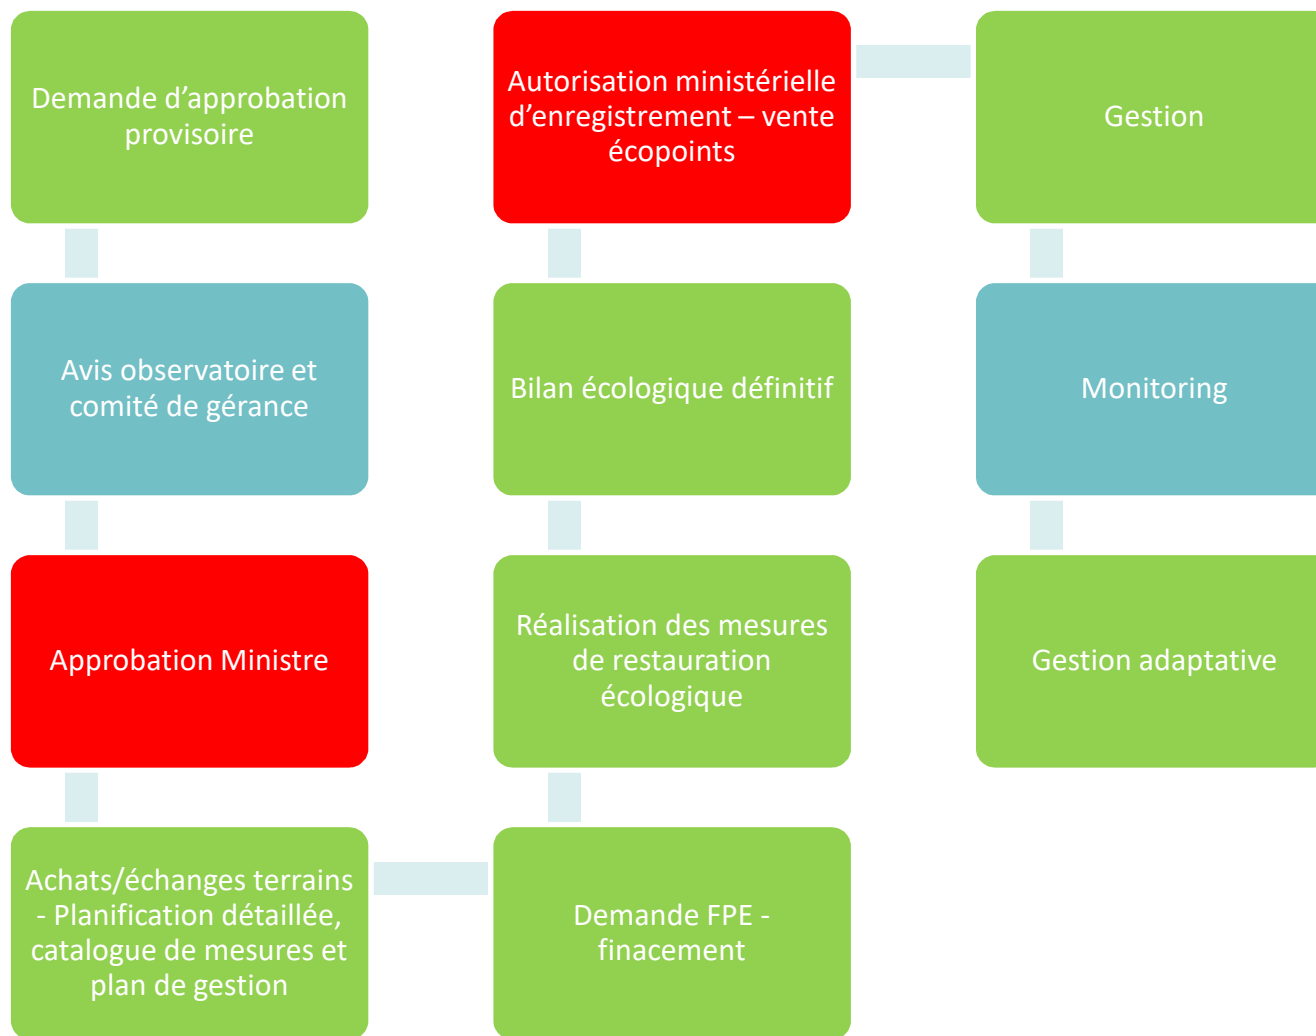 Demande d’approbation
provisoire
Avis observatoire et
comité de gérance
Approbation Ministre
Achats/échanges terrains
- Planification détaillée,
catalogue de mesures et
plan de gestion
Demande FPE -
finacement
Réalisation des mesures
de restauration
écologique
Bilan écologique définitif
Autorisation ministérielle
d’enregistrement – vente
écopoints
Gestion
Monitoring
Gestion adaptative